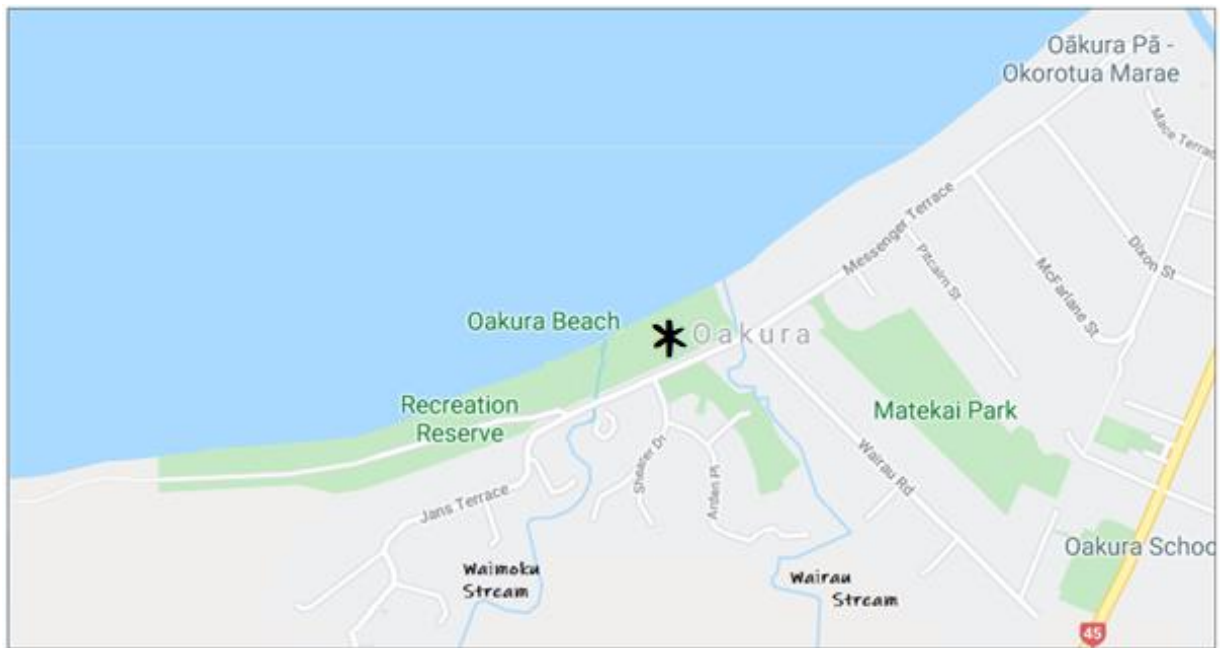 Oākura Pā -
Okorotua Marae
Mace Terrac
Messenger Terrace
Pitcairn St
Dixon St
McFarlane St
Oakura Beach
Oakura
Recreation
Reserve
Matekai Park
Shearer Dr
Arden Pl
Wairau Rd
Jans Terrace
Oakura Schoo
Waimoku
Stream
Wairau
Stream
45